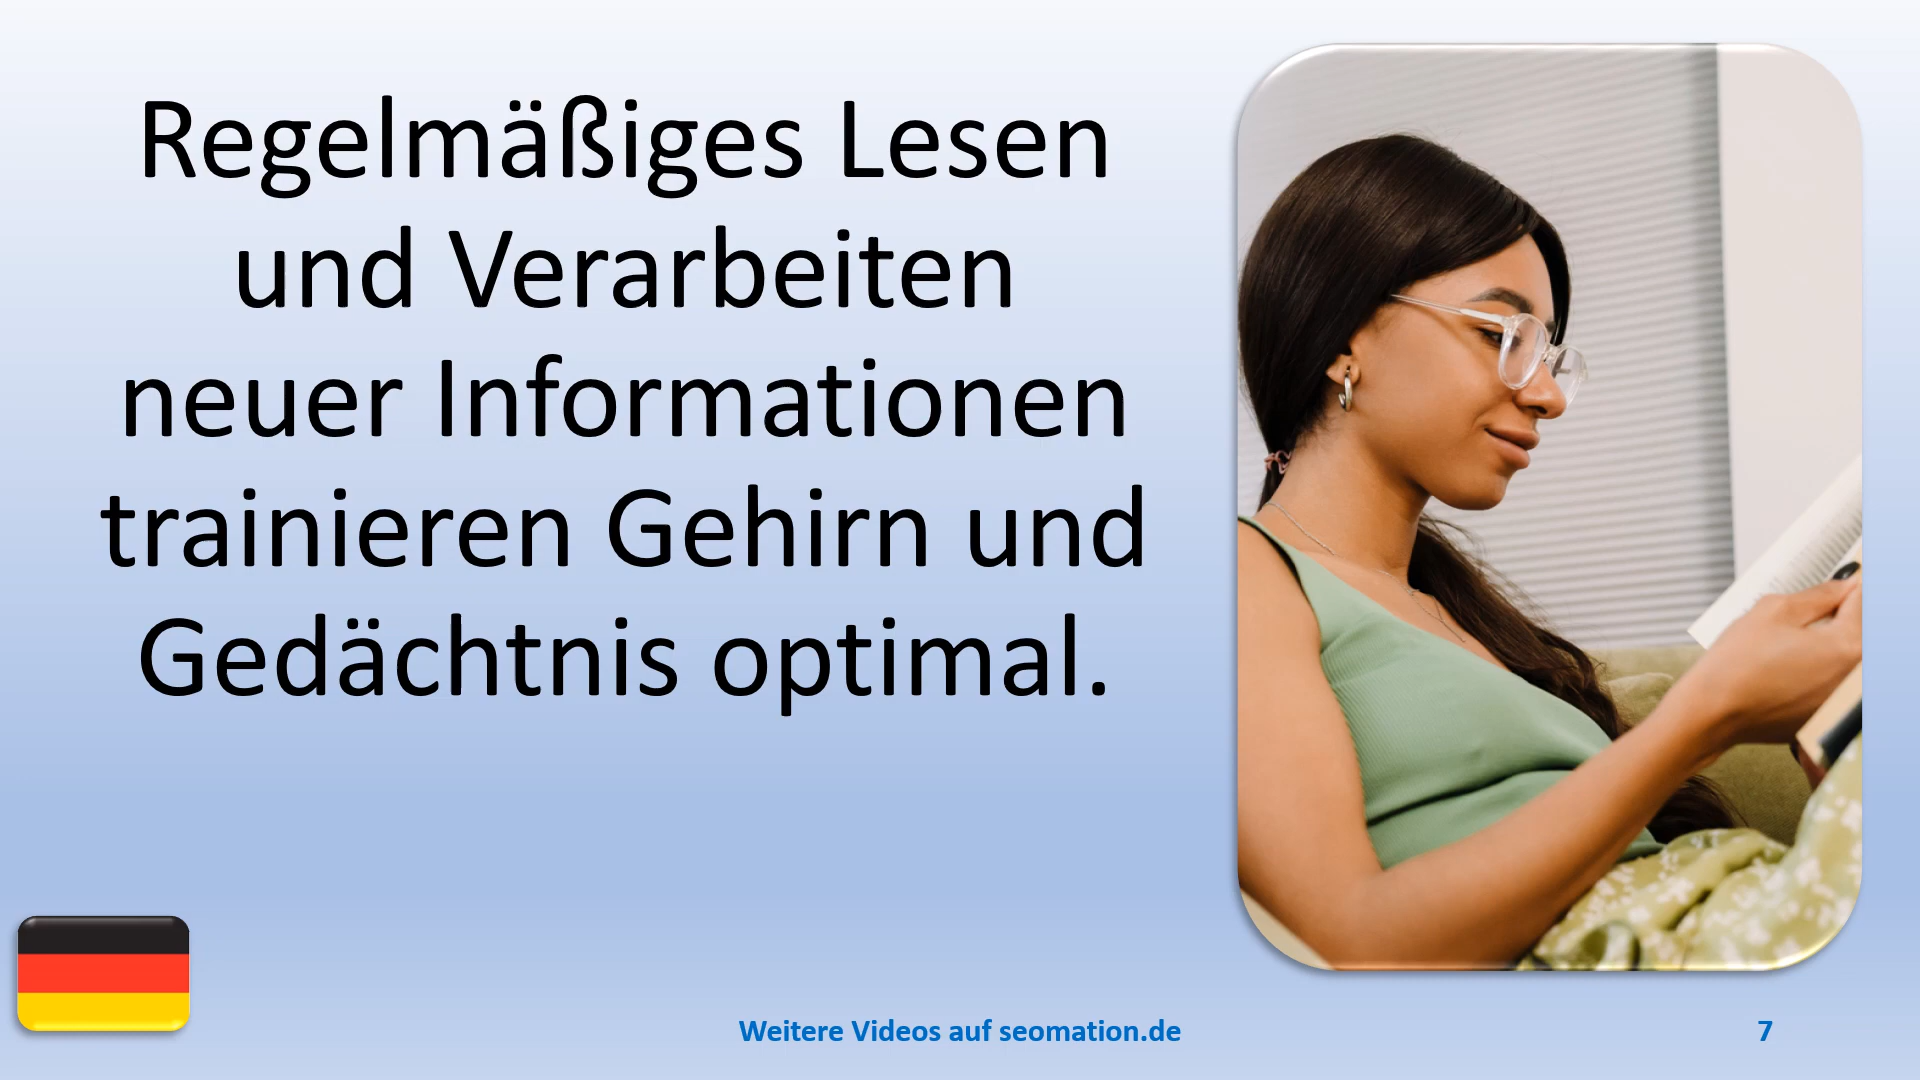 Regelmäßiges Lesen
und Verarbeiten
neuer Informationen
trainieren Gehirn und
Gedächtnis optimal.
Weitere Videos auf seomation.de
7